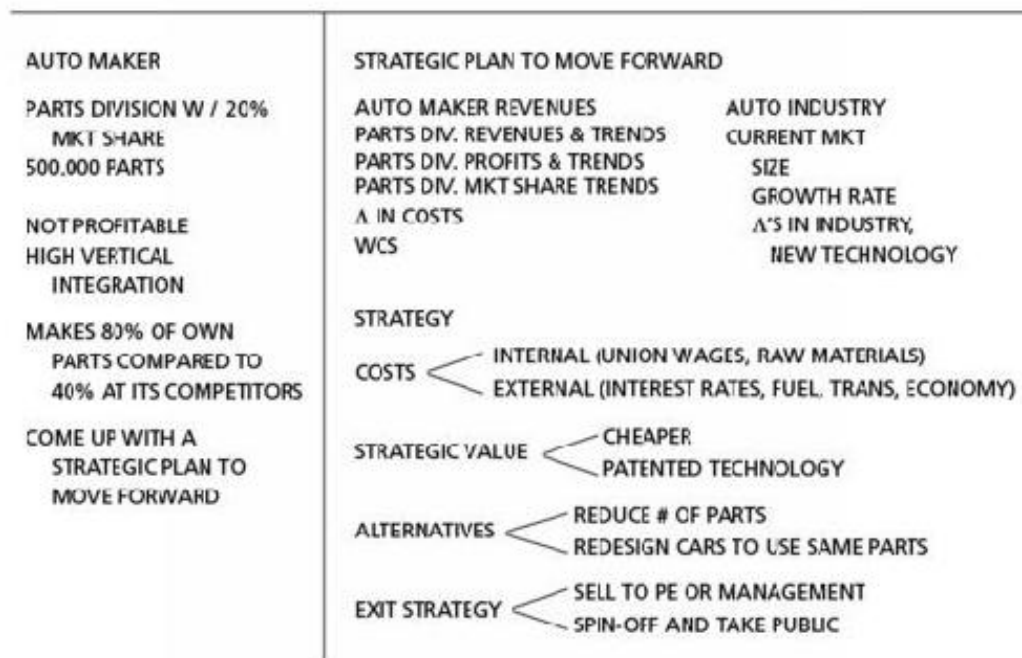 AUTO MAKER
PARTS DIVISION W / 20%
MKT SHARE
500.000 PARTS
NOT PROFITABLE
HIGH VERTICAL
INTEGRATION
MAKES 80% OF OWN
PARTS COMPARED TO
40% AT ITS COMPETITORS
COME UP WITH A
STRATEGIC PLAN TO
MOVE FORWARD
STRATEGIC PLAN TO MOVE FORWARD
AUTO MAKER REVENUES
PARTS DIV. REVENUES & TRENDS
PARTS DIV. PROFITS & TRENDS
PARTS DIV. MKT SHARE TRENDS
Δ IN COSTS
WCS
AUTO INDUSTRY
CURRENT MKT
SIZE
GROWTH RATE
Δ'S IN INDUSTRY,
NEW TECHNOLOGY
STRATEGY
COSTS
INTERNAL (UNION WAGES, RAW MATERIALS)
EXTERNAL (INTEREST RATES, FUEL, TRANS, ECONOMY)
STRATEGIC VALUE
CHEAPER
PATENTED TECHNOLOGY
ALTERNATIVES
REDUCE # OF PARTS
REDESIGN CARS TO USE SAME PARTS
EXIT STRATEGY
SELL TO PE OR MANAGEMENT
SPIN-OFF AND TAKE PUBLIC